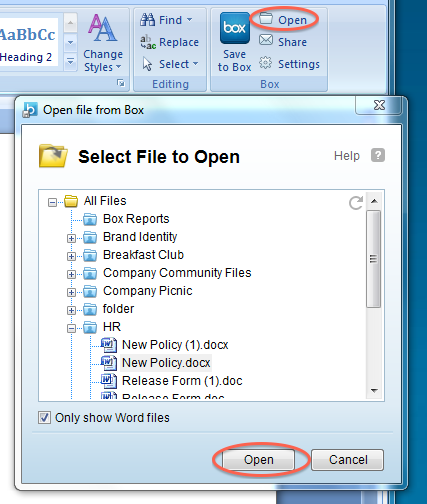 AaBbCc
Heading 2
Change
Styles
Find
Replace
Select
Editing
box
Save
to Box
Open
Share
Settings
Box
Open file from Box
Select File to Open
Help ?
All Files
Box Reports
Brand Identity
Breakfast Club
Company Community Files
Company Picnic
folder
HR
New Policy (1).docx
New Policy.docx
Release Form (1).doc
Release Form.doc
Only show Word files
Open
Cancel